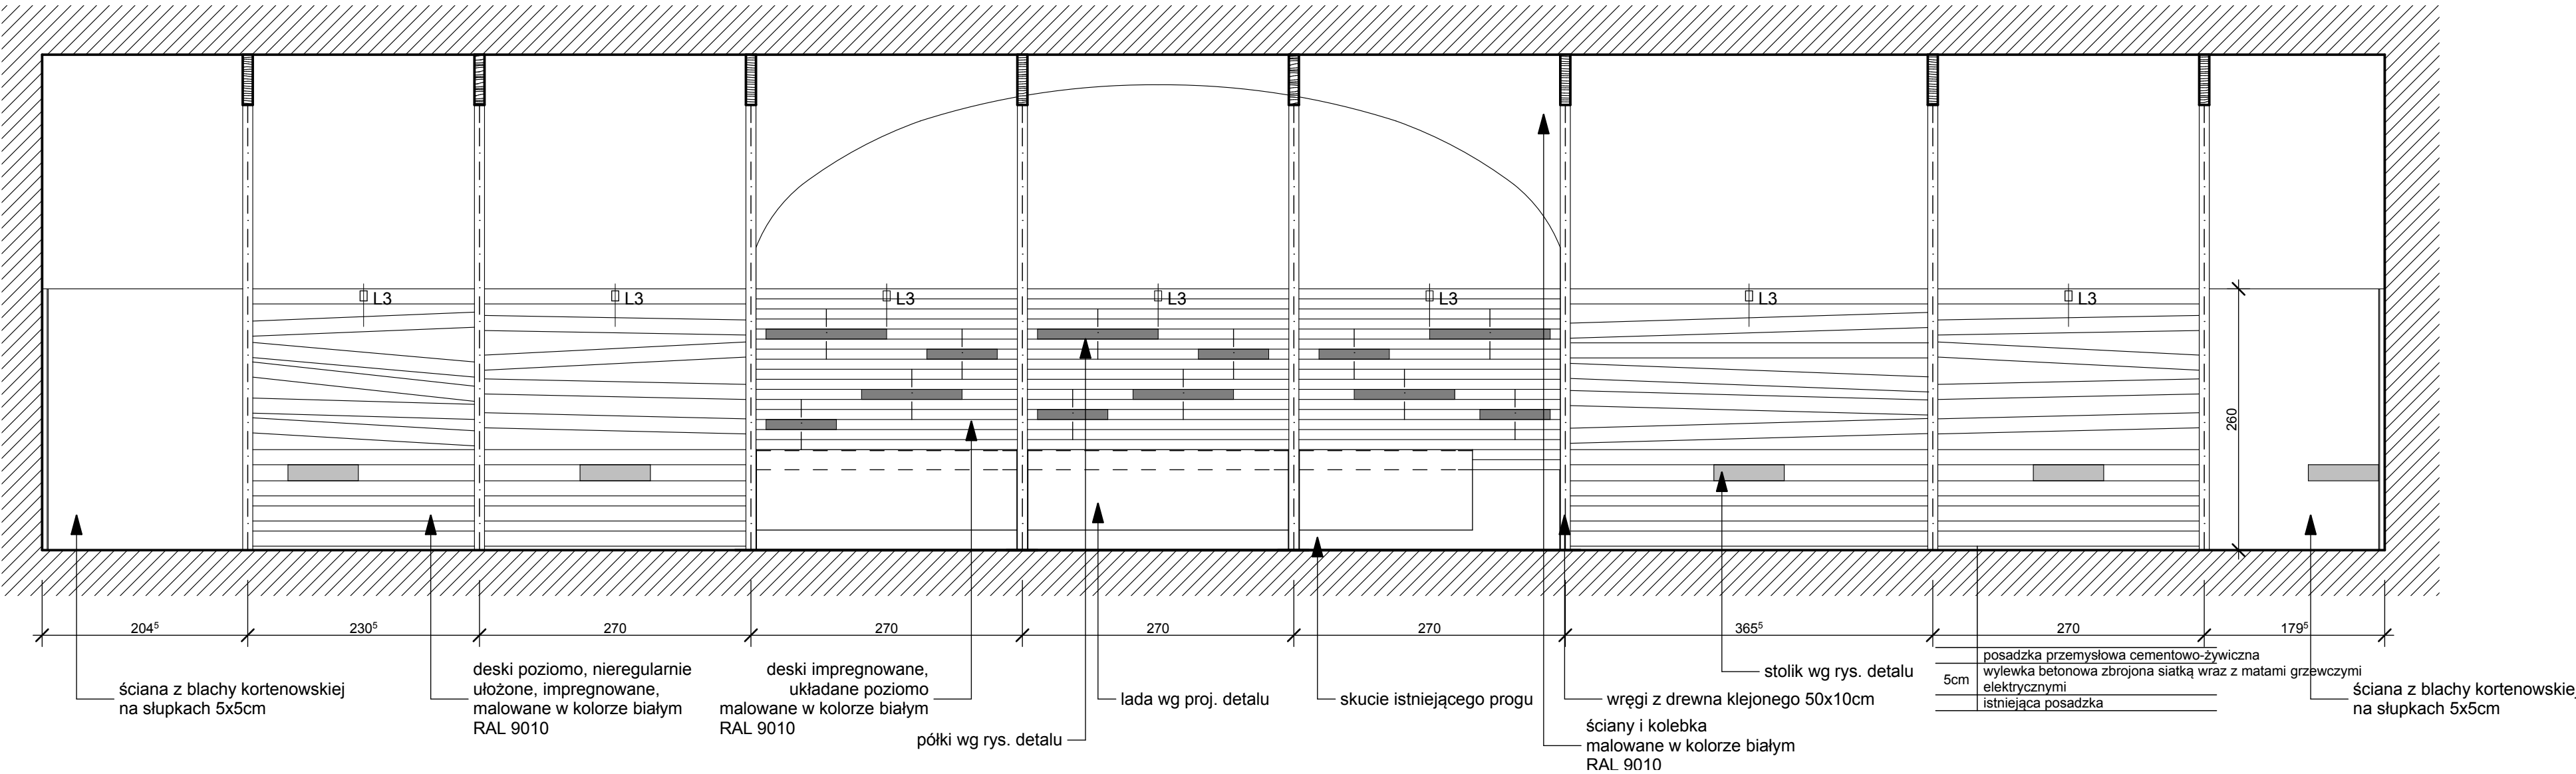 L3
L3
L3
L3
L3
L3
L3
260
204⁵
230⁵
270
270
270
270
365⁵
270
179⁵
ściana z blachy kortenowskiej
na słupkach 5x5cm
deski poziomo, nieregularnie
ułożone, impregnowane,
malowane w kolorze białym
RAL 9010
deski impregnowane,
układane poziomo
malowane w kolorze białym
RAL 9010
półki wg rys. detalu
lada wg proj. detalu
skucie istniejącego progu
wręgi z drewna klejonego 50x10cm
ściany i kolebka
malowane w kolorze białym
RAL 9010
stolik wg rys. detalu
posadzka przemysłowa cementowo-żywiczna
5cm wylewka betonowa zbrojona siatką wraz z matami grzewczymi
elektrycznymi
istniejąca posadzka
ściana z blachy kortenowskie
na słupkach 5x5cm